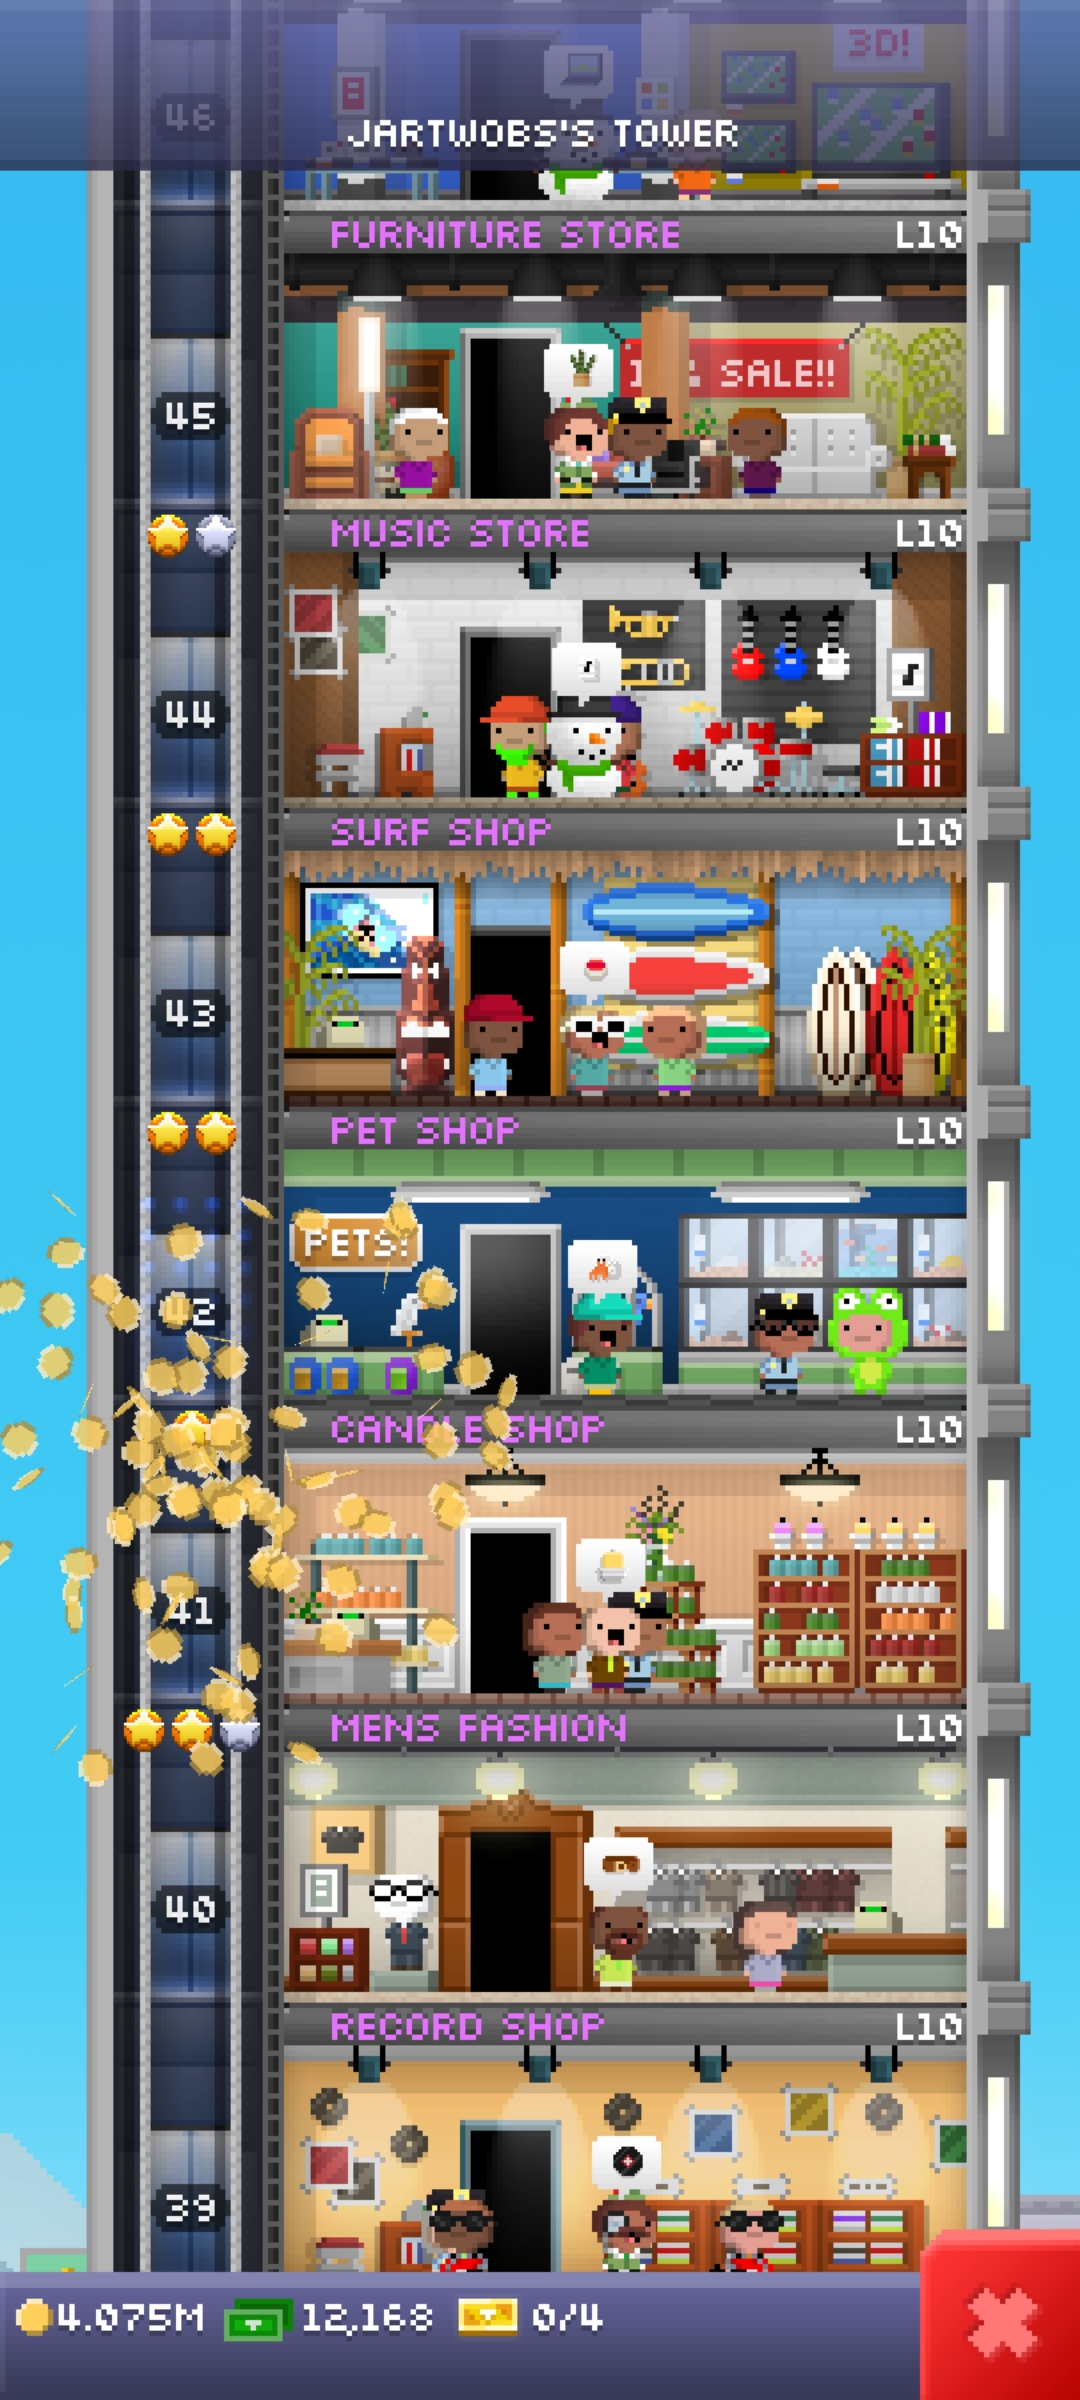 3D!
46
JARTWOBS'S TOWER
FURNITURE STORE L10
SALE!!
45
MUSIC STORE L10
44
SURF SHOP L10
43
PET SHOP L10
PETS!
42
CANDLE SHOP L10
41
MENS FASHION L10
40
RECORD SHOP L10
39
4.075M 12,168 0/4